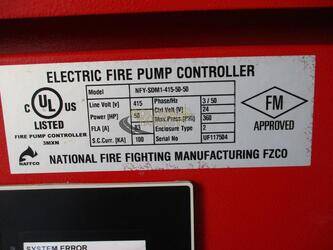 ELECTRIC FIRE PUMP CONTROLLER
Model NFY-SDM1-415-50-50
Line Volt [V] 415 Phase/Hz 3 / 50
Power [HP] 50 Ctrl Volt [V] 24
FLA [A] Max.Press [PSI] 360
Enclosure Type 2
S.C.Curr. [KA] 100 Serial No UF117504
C UL US
LISTED
FIRE PUMP CONTROLLER
3MXN
NAFFCO
FM
APPROVED
NATIONAL FIRE FIGHTING MANUFACTURING FZCO
SYSTEM ERROR